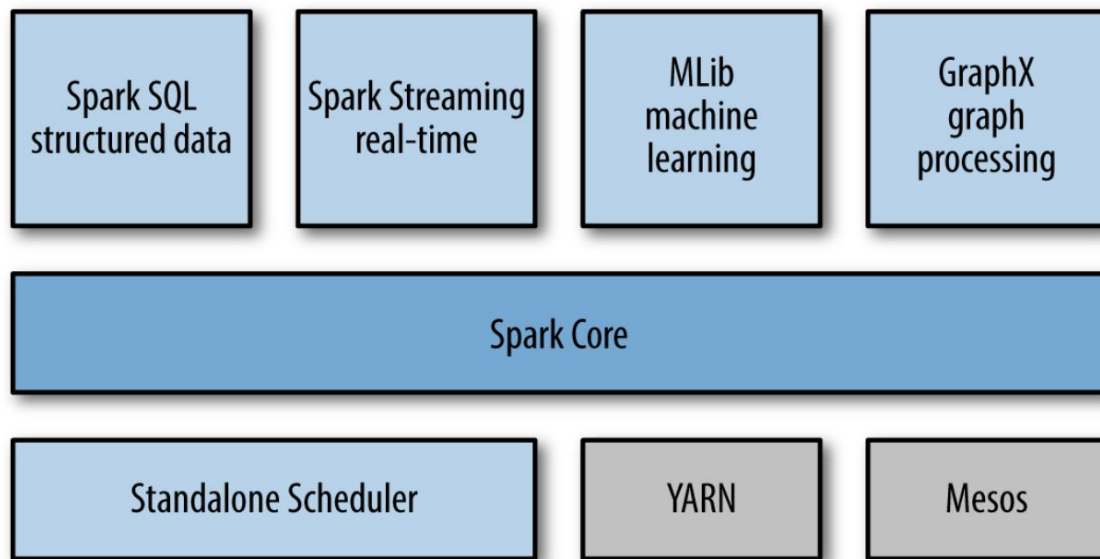 Spark SQL
structured data
Spark Streaming
real-time
MLib
machine
learning
GraphX
graph
processing
Spark Core
Standalone Scheduler
YARN
Mesos